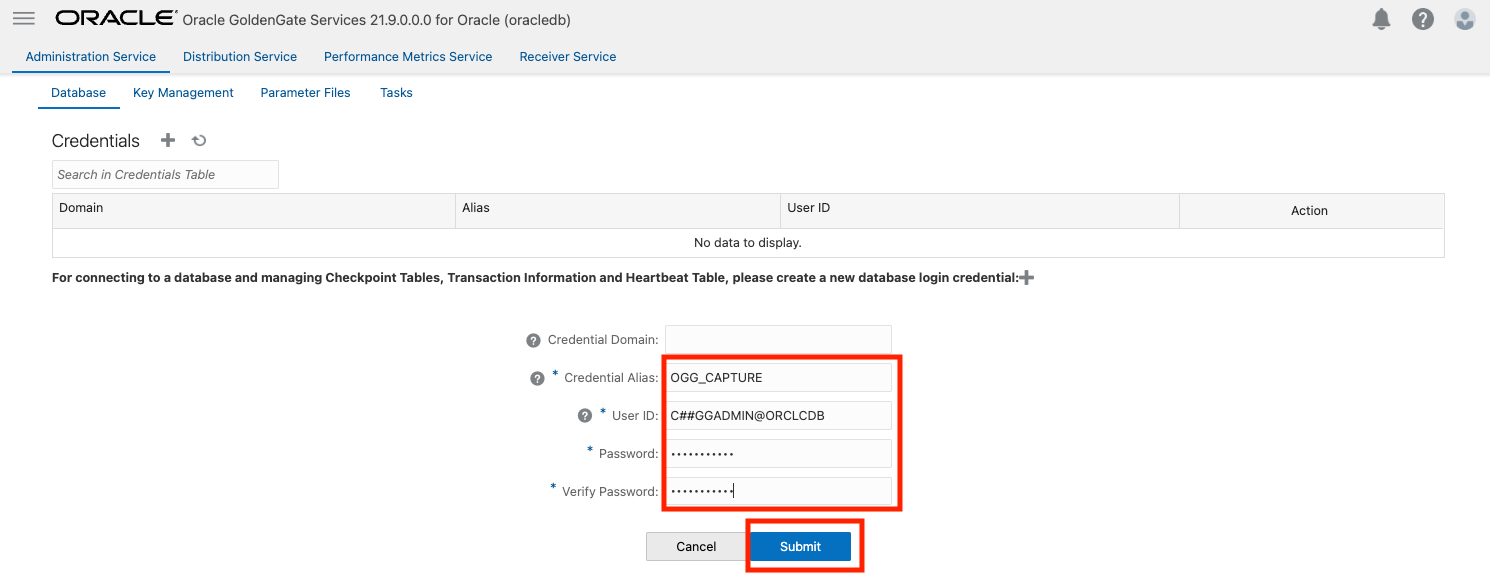 ORACLE Oracle GoldenGate Services 21.9.0.0.0 for Oracle (oracledb)
Administration Service Distribution Service Performance Metrics Service Receiver Service
Database Key Management Parameter Files Tasks
Credentials
Search in Credentials Table
Domain Alias User ID Action
No data to display.
For connecting to a database and managing Checkpoint Tables, Transaction Information and Heartbeat Table, please create a new database login credential:
Credential Domain:
* Credential Alias: OGG_CAPTURE
* User ID: C##GGADMIN@ORCLCDB
* Password: •••••••••••
* Verify Password: •••••••••••
Cancel Submit